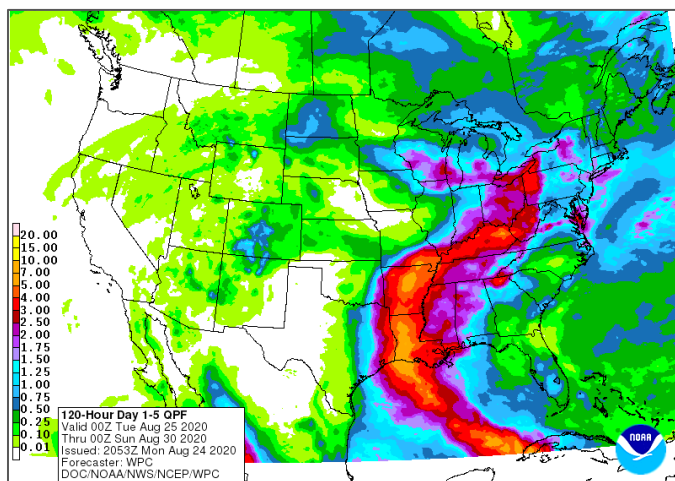 20.00
15.00
10.00
7.00
5.00
4.00
3.00
2.50
2.00
1.75
1.50
1.25
1.00
0.75
0.50
0.25
0.10
0.01
120-Hour Day 1-5 QPF
Valid 00Z Tue Aug 25 2020
Thru 00Z Sun Aug 30 2020
Issued: 2053Z Mon Aug 24 2020
Forecaster: WPC
DOC/NOAA/NWS/NCEP/WPC
NOAA